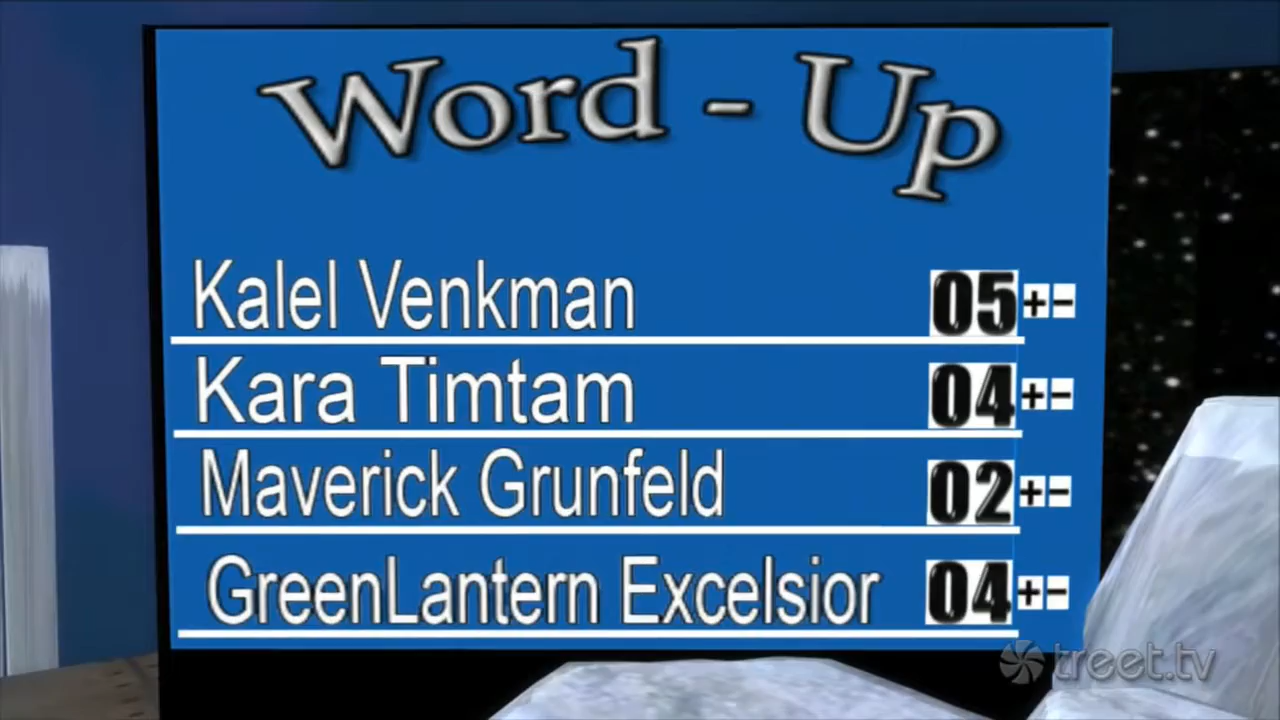 Word - Up
Kalel Venkman 05 +-
Kara Timtam 04 +-
Maverick Grunfeld 02 +-
GreenLantern Excelsior 04 +-
treet.tv